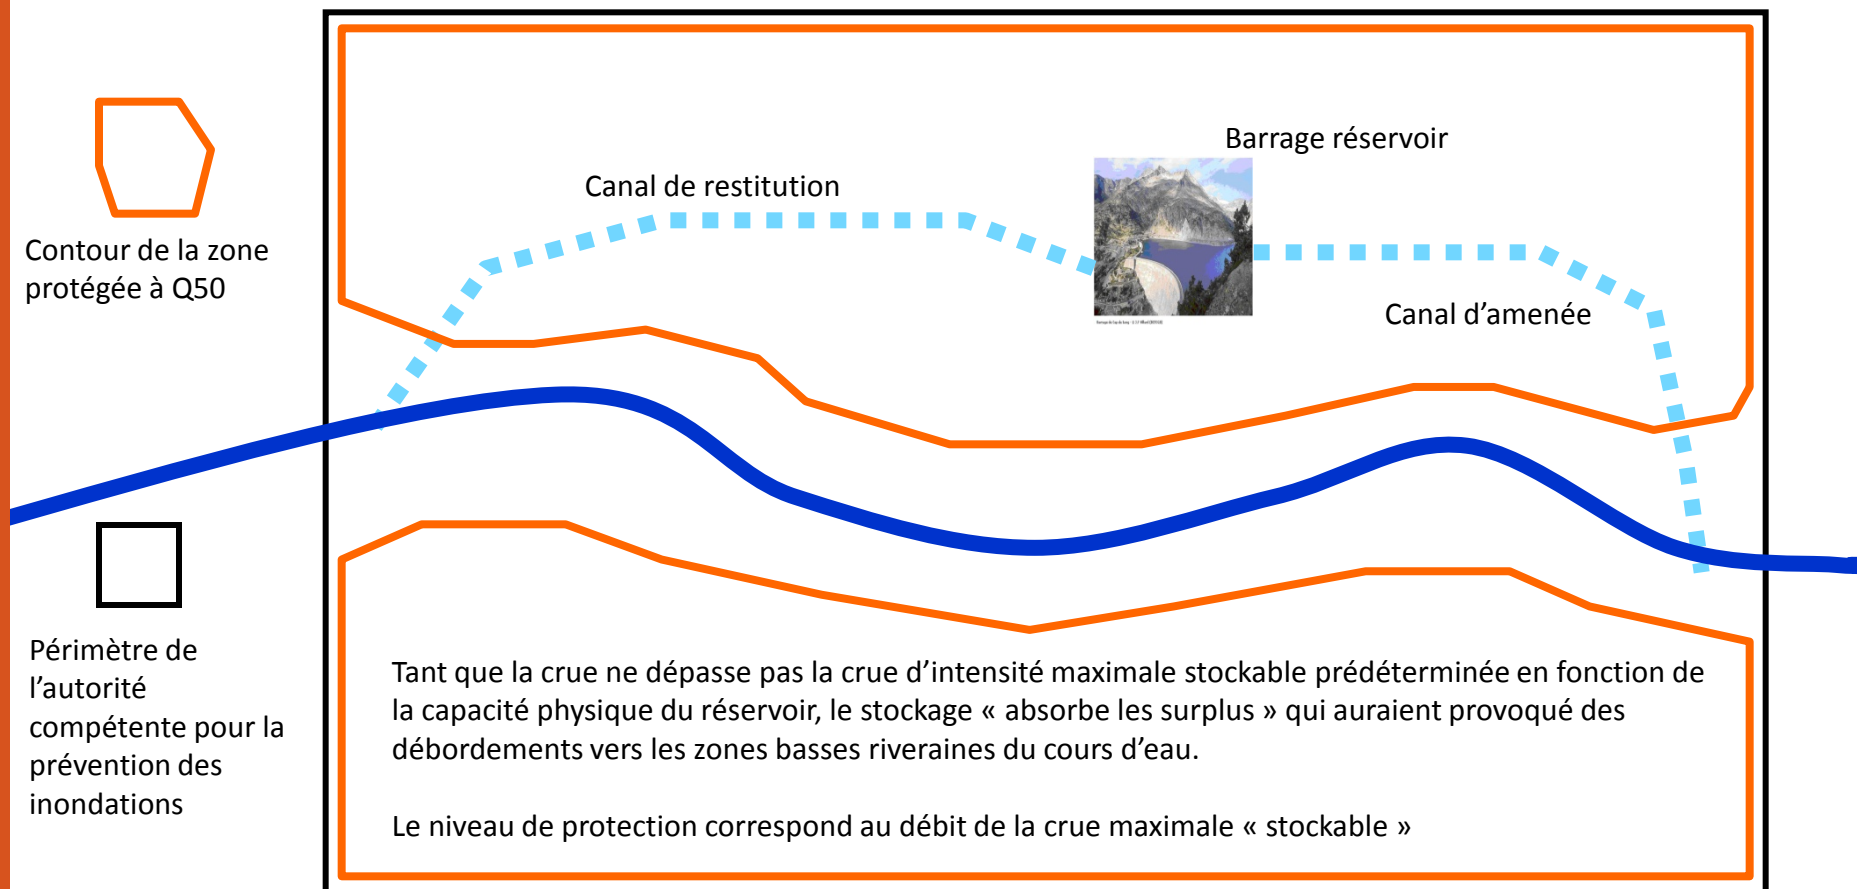 Barrage réservoir
Canal de restitution
Contour de la zone
protégée à Q50
Canal d’amenée
Périmètre de
l’autorité
compétente pour la
prévention des
inondations
Tant que la crue ne dépasse pas la crue d’intensité maximale stockable prédéterminée en fonction de
la capacité physique du réservoir, le stockage « absorbe les surplus » qui auraient provoqué des
débordements vers les zones basses riveraines du cours d’eau.
Le niveau de protection correspond au débit de la crue maximale « stockable »